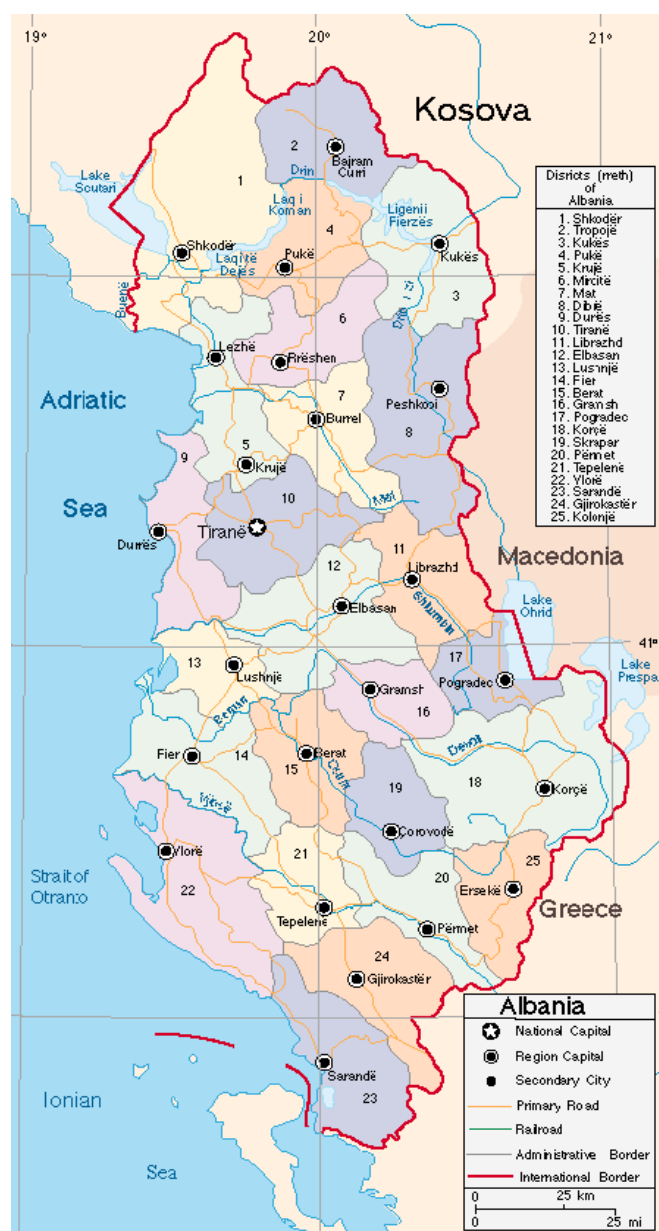 19°
20°
21°
Kosova
2
Bajram
Curri
Lake
Scutari
Drin
1
Laq i
Koman
Ligenii
Fierzës
4
Shkodër
Laqi të
Dejës
Pukë
Kukës
Buenë
3
6
Lezhë
Rrëshen
Adriatic
7
Peshkopi
Burrel
8
9
5
Krujë
Sea
10
Mat
Tiranë
Durrës
11
12
Librazhd
Macedonia
Elbasan
Shkumbin
Lake
Ohrid
41°
13
17
Lake
Prespa
Lushnjë
Gramsh
Pogradec
16
Fier
14
Berat
Devoll
15
Osum
18
19
Korçë
Vjosë
Çorovodë
Vlorë
21
25
Strait of
Otranto
22
20
Ersekë
Tepelenë
Greece
Përmet
24
Gjirokastër
Sarandë
23
Ionian
Sea
Disricts (rreth)
of
Albania
1. Shkodër
2. Tropojë
3. Kukës
4. Pukë
5. Krujë
6. Mircitë
7. Mat
8. Dibië
9. Durës
10. Tiranë
11. Librazhd
12. Elbasan
13. Lushnjë
14. Fier
15. Berat
16. Gramsh
17. Pogradec
18. Korçë
19. Skrapar
20. Përmet
21. Tepelenë
22. Vlorë
23. Sarandë
24. Gjirokastër
25. Kolonjë
Albania
National Capital
Region Capital
Secondary City
Primary Road
Railroad
Administrative Border
International Border
0 25 km
0 25 mi